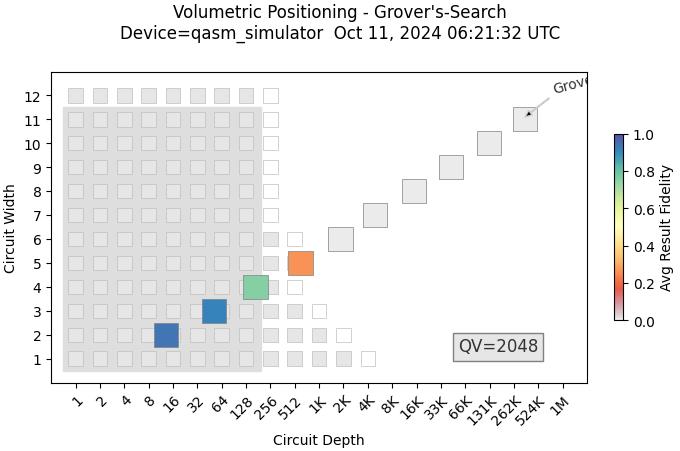 Volumetric Positioning - Grover's-Search
Device=qasm_simulator  Oct 11, 2024 06:21:32 UTC
Grove
12
11
10
9
8
7
6
5
4
3
2
1
Circuit Width
QV=2048
1 2 4 8 16 32 64 128 256 512 1K 2K 4K 8K 16K 33K 66K 131K 262K 524K 1M
Circuit Depth
1.0
0.8
0.6
0.4
0.2
0.0
Avg Result Fidelity